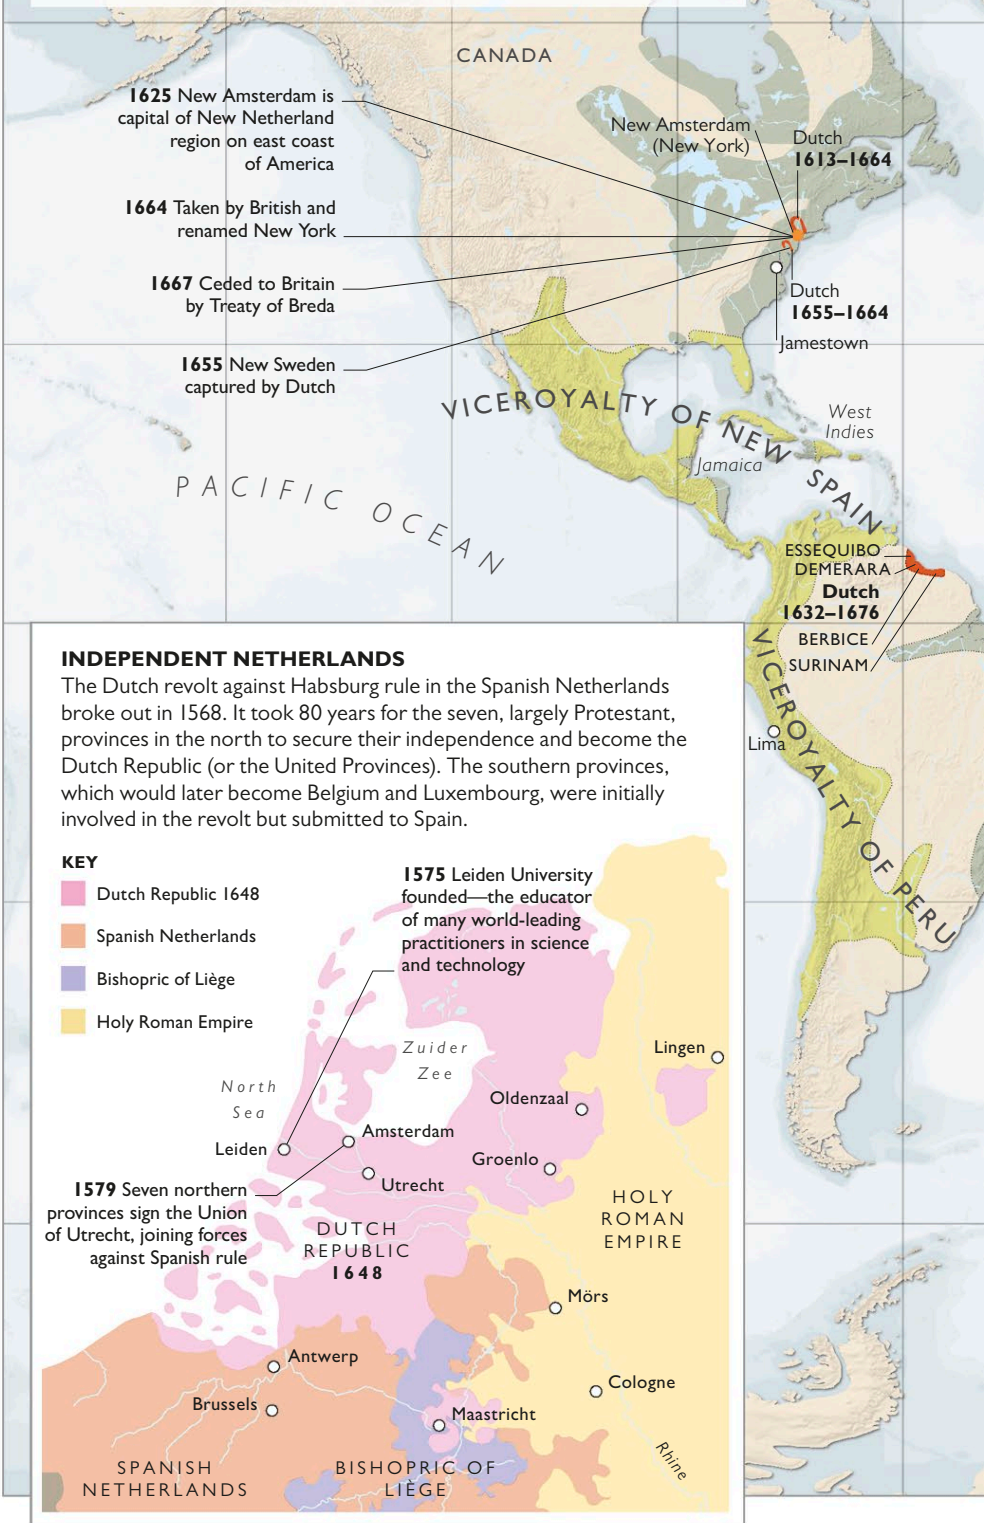 CANADA
1625 New Amsterdam is
capital of New Netherland
region on east coast
of America
New Amsterdam
(New York)
Dutch
1613–1664
1664 Taken by British and
renamed New York
1667 Ceded to Britain
by Treaty of Breda
Dutch
1655–1664
Jamestown
1655 New Sweden
captured by Dutch
VICEROYALTY OF NEW SPAIN
West
Indies
Jamaica
PACIFIC OCEAN
ESSEQUIBO
DEMERARA
Dutch
1632–1676
BERBICE
SURINAM
VICEROYALTY OF PERU
Lima
INDEPENDENT NETHERLANDS
The Dutch revolt against Habsburg rule in the Spanish Netherlands
broke out in 1568. It took 80 years for the seven, largely Protestant,
provinces in the north to secure their independence and become the
Dutch Republic (or the United Provinces). The southern provinces,
which would later become Belgium and Luxembourg, were initially
involved in the revolt but submitted to Spain.
KEY
Dutch Republic 1648
Spanish Netherlands
Bishopric of Liège
Holy Roman Empire
1575 Leiden University
founded—the educator
of many world-leading
practitioners in science
and technology
Zuider
Zee
Lingen
North
Sea
Oldenzaal
Amsterdam
Leiden
Groenlo
Utrecht
1579 Seven northern
provinces sign the Union
of Utrecht, joining forces
against Spanish rule
HOLY
ROMAN
EMPIRE
DUTCH
REPUBLIC
1648
Mörs
Antwerp
Cologne
Brussels
Maastricht
Rhine
SPANISH
NETHERLANDS
BISHOPRIC OF
LIÈGE